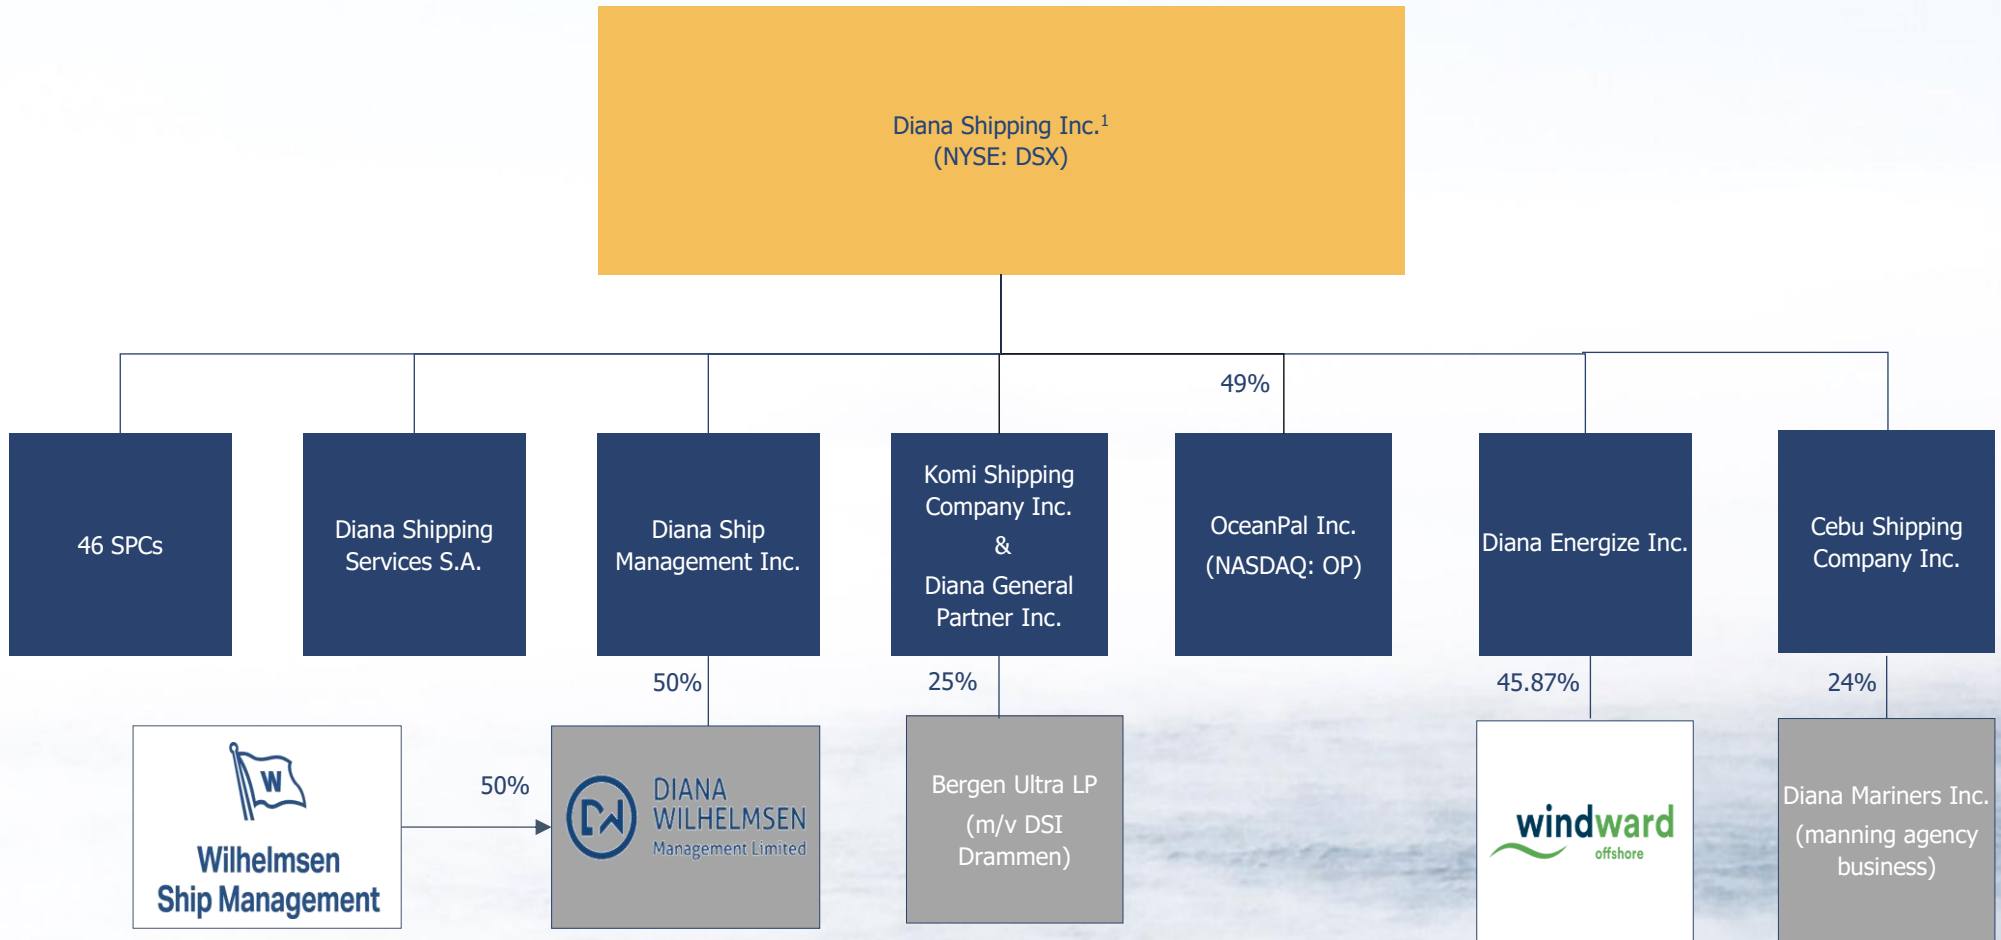 Diana Shipping Inc.1
(NYSE: DSX)
49%
46 SPCs
Diana Shipping
Services S.A.
Diana Ship
Management Inc.
Komi Shipping
Company Inc.
&
Diana General
Partner Inc.
OceanPal Inc.
(NASDAQ: OP)
Diana Energize Inc.
Cebu Shipping
Company Inc.
50%
25%
45.87%
24%
W
Wilhelmsen
Ship Management
50%
DW
DIANA
WILHELMSEN
Management Limited
Bergen Ultra LP
(m/v DSI
Drammen)
windward
offshore
Diana Mariners Inc.
(manning agency
business)